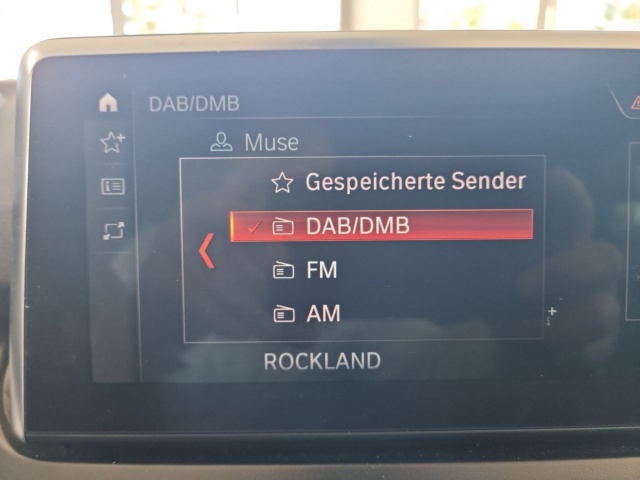 DAB/DMB
Muse
Gespeicherte Sender
DAB/DMB
FM
AM
ROCKLAND